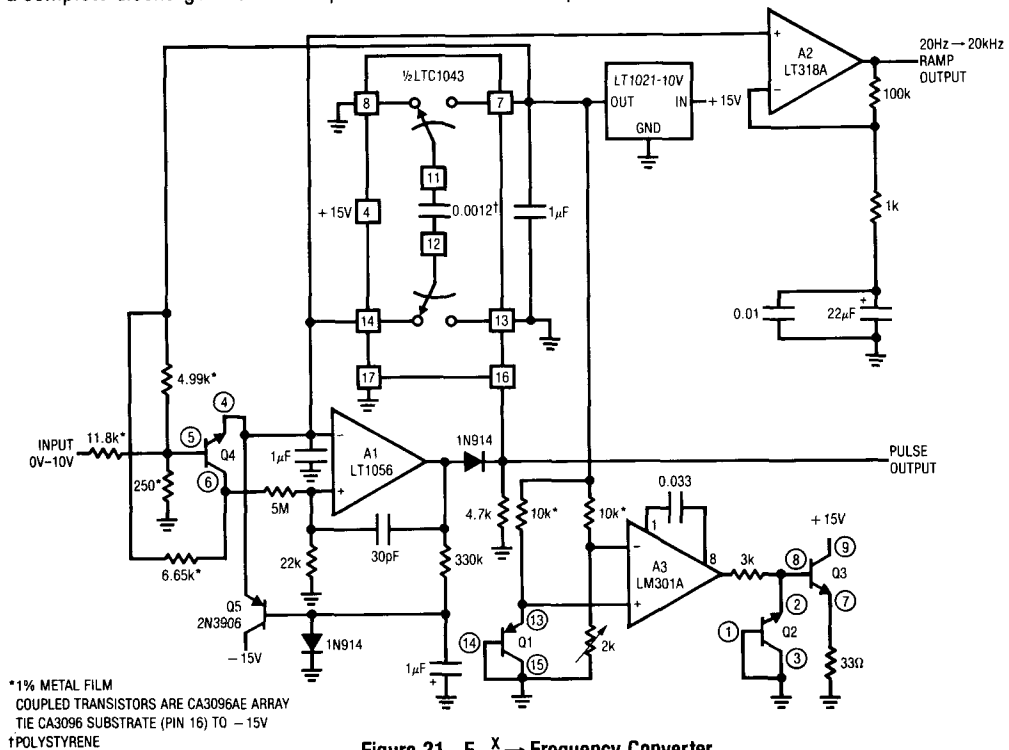 ½LTC1043
8
7
11
+15V
4
0.0012†
12
1µF
14
13
17
16
LT1021-10V
OUT
IN
GND
+15V
+
A2
LT318A
−
20Hz→20kHz
RAMP
OUTPUT
100k
1k
0.01
+
22µF
4.99k*
4
INPUT
0V–10V
11.8k*
5
Q4
6
250*
6.65k*
5M
1µF
−
A1
LT1056
+
1N914
PULSE
OUTPUT
30pF
22k
330k
4.7k
10k*
10k*
0.033
1
8
−
A3
LM301A
+
3k
+15V
8
9
Q3
7
2
1
Q2
3
33Ω
Q5
2N3906
−15V
1N914
1µF
+
13
14
Q1
15
2k
*1% METAL FILM
COUPLED TRANSISTORS ARE CA3096AE ARRAY
TIE CA3096 SUBSTRATE (PIN 16) TO −15V
†POLYSTYRENE